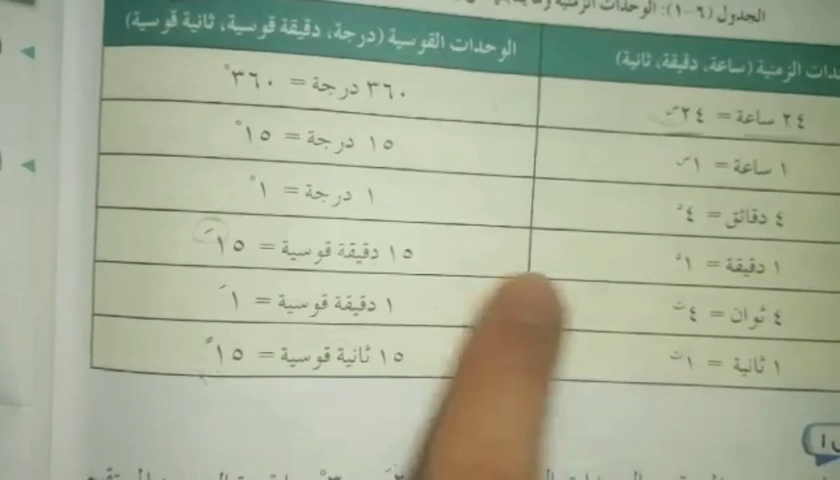 الجدول (٦-١): الوحدات الزمنية
الزمنية (ساعة، دقيقة، ثانية) الوحدات القوسية (درجة، دقيقة قوسية، ثانية قوسية)
٢٤ ساعة = ٢٤س ٣٦٠ درجة = ٣٦٠°
١ ساعة = ١س ١٥ درجة = ١٥°
٤ دقائق = ٤د ١ درجة = ١°
١ دقيقة = ١د ١٥ دقيقة قوسية = ١٥َ
٤ ثوان = ٤ث ١ دقيقة قوسية = ١َ
١ ثانية = ١ث ١٥ ثانية قوسية = ١٥ً